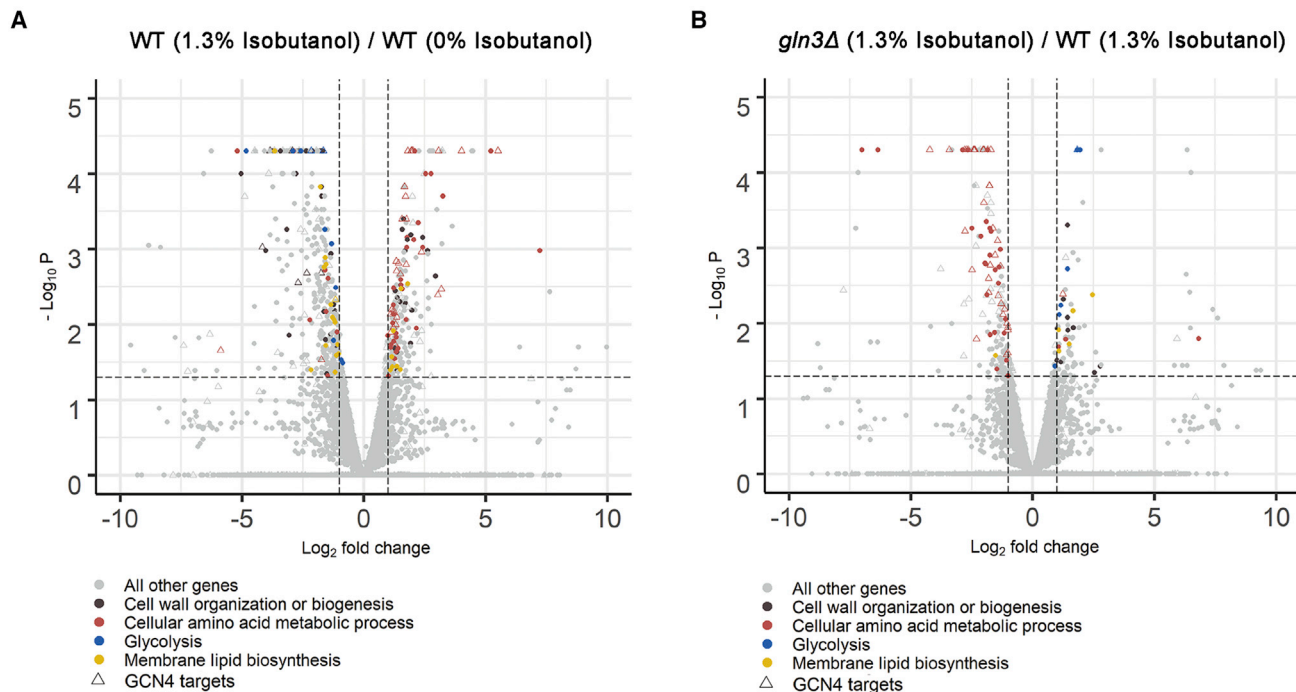 A
WT (1.3% Isobutanol) / WT (0% Isobutanol)
5
4
3
2
1
0
- Log10 P
-10
-5
0
5
10
Log2 fold change
All other genes
Cell wall organization or biogenesis
Cellular amino acid metabolic process
Glycolysis
Membrane lipid biosynthesis
GCN4 targets
B
gln3Δ (1.3% Isobutanol) / WT (1.3% Isobutanol)
5
4
3
2
1
0
- Log10 P
-10
-5
0
5
10
Log2 fold change
All other genes
Cell wall organization or biogenesis
Cellular amino acid metabolic process
Glycolysis
Membrane lipid biosynthesis
GCN4 targets